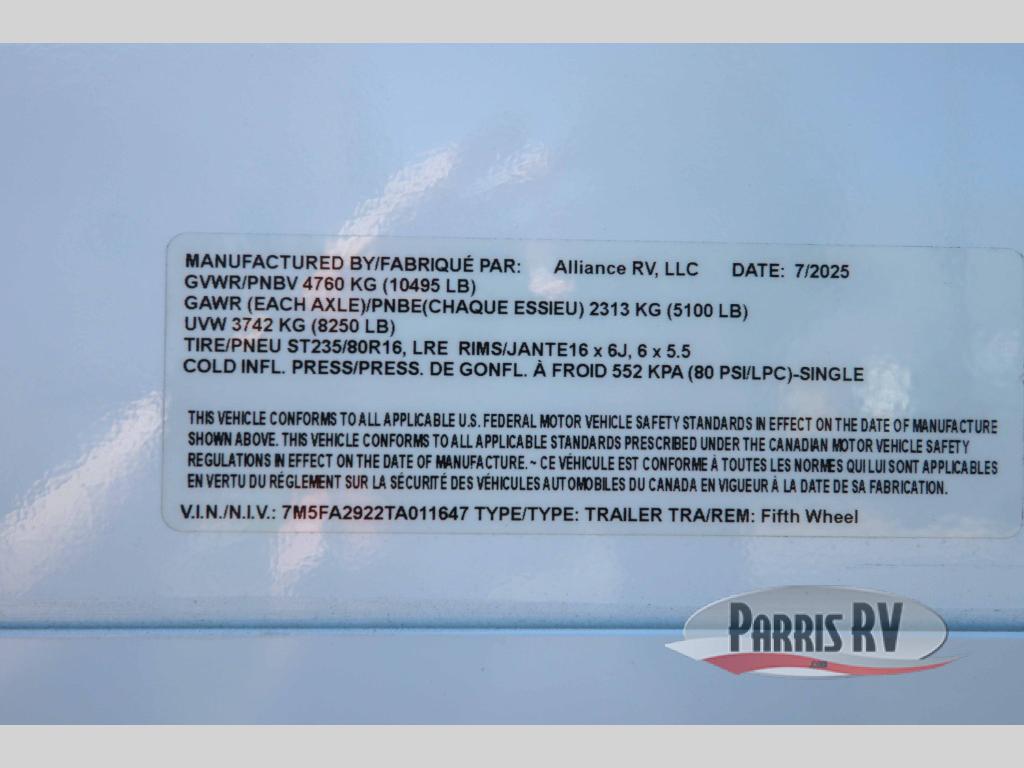 MANUFACTURED BY/FABRIQUÉ PAR: Alliance RV, LLC DATE: 7/2025
GVWR/PNBV 4760 KG (10495 LB)
GAWR (EACH AXLE)/PNBE(CHAQUE ESSIEU) 2313 KG (5100 LB)
UVW 3742 KG (8250 LB)
TIRE/PNEU ST235/80R16, LRE RIMS/JANTE16 x 6J, 6 x 5.5
COLD INFL. PRESS/PRESS. DE GONFL. À FROID 552 KPA (80 PSI/LPC)-SINGLE
THIS VEHICLE CONFORMS TO ALL APPLICABLE U.S. FEDERAL MOTOR VEHICLE SAFETY STANDARDS IN EFFECT ON THE DATE OF MANUFACTURE
SHOWN ABOVE. THIS VEHICLE CONFORMS TO ALL APPLICABLE STANDARDS PRESCRIBED UNDER THE CANADIAN MOTOR VEHICLE SAFETY
REGULATIONS IN EFFECT ON THE DATE OF MANUFACTURE. ~ CE VÉHICULE EST CONFORME À TOUTES LES NORMES QUI LUI SONT APPLICABLES
EN VERTU DU RÉGLEMENT SUR LA SÉCURITÉ DES VÉHICULES AUTOMOBILES DU CANADA EN VIGUEUR À LA DATE DE SA FABRICATION.
V.I.N./N.I.V.: 7M5FA2922TA011647 TYPE/TYPE: TRAILER TRA/REM: Fifth Wheel
PARRIS RV
.com